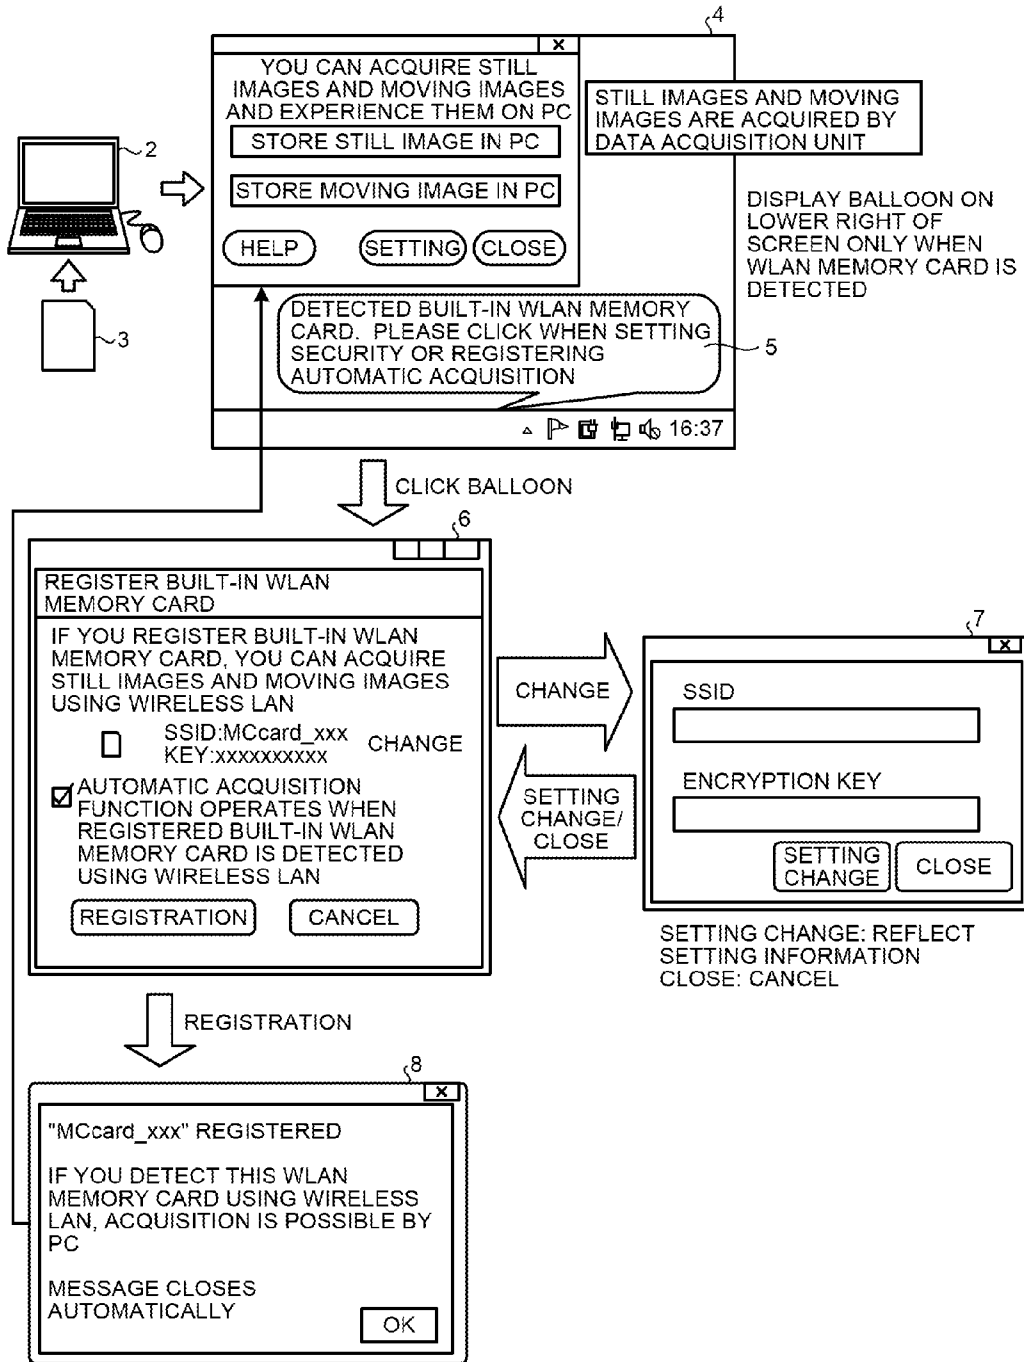 4
X
YOU CAN ACQUIRE STILL
IMAGES AND MOVING IMAGES
AND EXPERIENCE THEM ON PC
STORE STILL IMAGE IN PC
STORE MOVING IMAGE IN PC
HELP
SETTING
CLOSE
STILL IMAGES AND MOVING
IMAGES ARE ACQUIRED BY
DATA ACQUISITION UNIT
2
3
DISPLAY BALLOON ON
LOWER RIGHT OF
SCREEN ONLY WHEN
WLAN MEMORY CARD IS
DETECTED
DETECTED BUILT-IN WLAN MEMORY
CARD. PLEASE CLICK WHEN SETTING
SECURITY OR REGISTERING
AUTOMATIC ACQUISITION
5
16:37
CLICK BALLOON
6
REGISTER BUILT-IN WLAN
MEMORY CARD
IF YOU REGISTER BUILT-IN WLAN
MEMORY CARD, YOU CAN ACQUIRE
STILL IMAGES AND MOVING IMAGES
USING WIRELESS LAN
SSID:MCcard_xxx
KEY:xxxxxxxxxx
CHANGE
AUTOMATIC ACQUISITION
FUNCTION OPERATES WHEN
REGISTERED BUILT-IN WLAN
MEMORY CARD IS DETECTED
USING WIRELESS LAN
REGISTRATION
CANCEL
CHANGE
SETTING
CHANGE/
CLOSE
7
X
SSID
ENCRYPTION KEY
SETTING
CHANGE
CLOSE
SETTING CHANGE: REFLECT
SETTING INFORMATION
CLOSE: CANCEL
REGISTRATION
8
X
"MCcard_xxx" REGISTERED
IF YOU DETECT THIS WLAN
MEMORY CARD USING WIRELESS
LAN, ACQUISITION IS POSSIBLE BY
PC
MESSAGE CLOSES
AUTOMATICALLY
OK